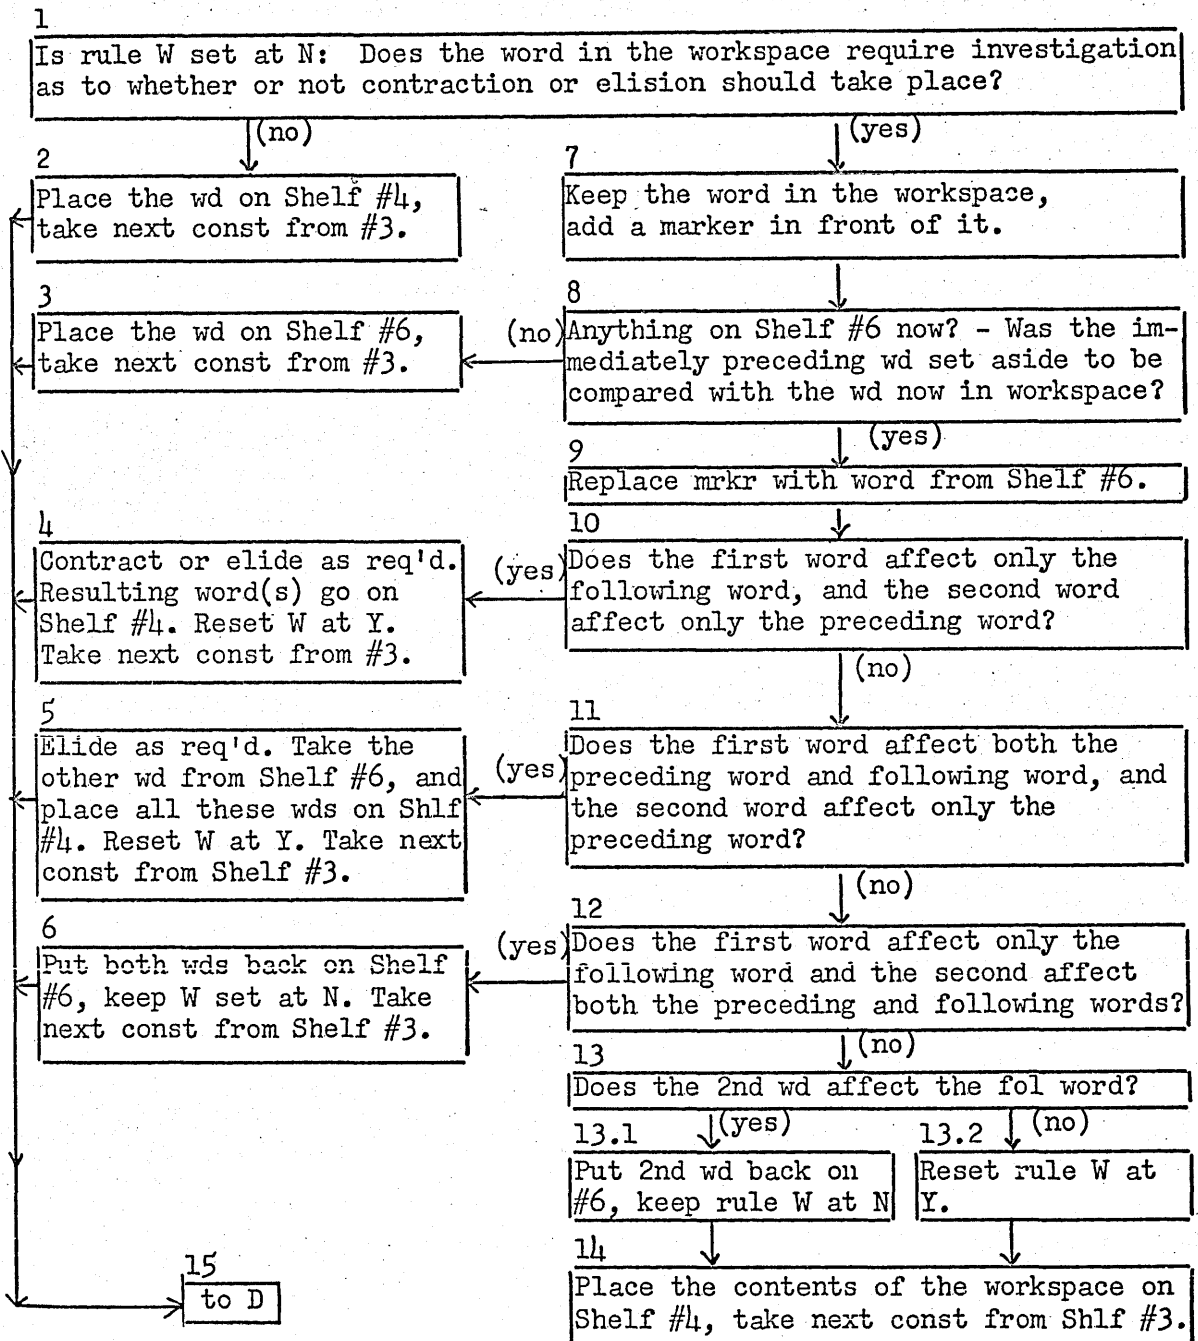 1
Is rule W set at N: Does the word in the workspace require investigation
as to whether or not contraction or elision should take place?
(no)
(yes)
2
Place the wd on Shelf #4,
take next const from #3.
7
Keep the word in the workspace,
add a marker in front of it.
3
Place the wd on Shelf #6,
take next const from #3.
(no)
8
Anything on Shelf #6 now? - Was the im-
mediately preceding wd set aside to be
compared with the wd now in workspace?
(yes)
9
Replace mrkr with word from Shelf #6.
4
Contract or elide as req'd.
Resulting word(s) go on
Shelf #4. Reset W at Y.
Take next const from #3.
(yes)
10
Does the first word affect only the
following word, and the second word
affect only the preceding word?
(no)
5
Elide as req'd. Take the
other wd from Shelf #6, and
place all these wds on Shlf
#4. Reset W at Y. Take next
const from Shelf #3.
(yes)
11
Does the first word affect both the
preceding word and following word, and
the second word affect only the
preceding word?
(no)
6
Put both wds back on Shelf
#6, keep W set at N. Take
next const from Shelf #3.
(yes)
12
Does the first word affect only the
following word and the second affect
both the preceding and following words?
(no)
13
Does the 2nd wd affect the fol word?
(yes)
(no)
13.1
Put 2nd wd back on
#6, keep rule W at N
13.2
Reset rule W at
Y.
14
Place the contents of the workspace on
Shelf #4, take next const from Shlf #3.
15
to D